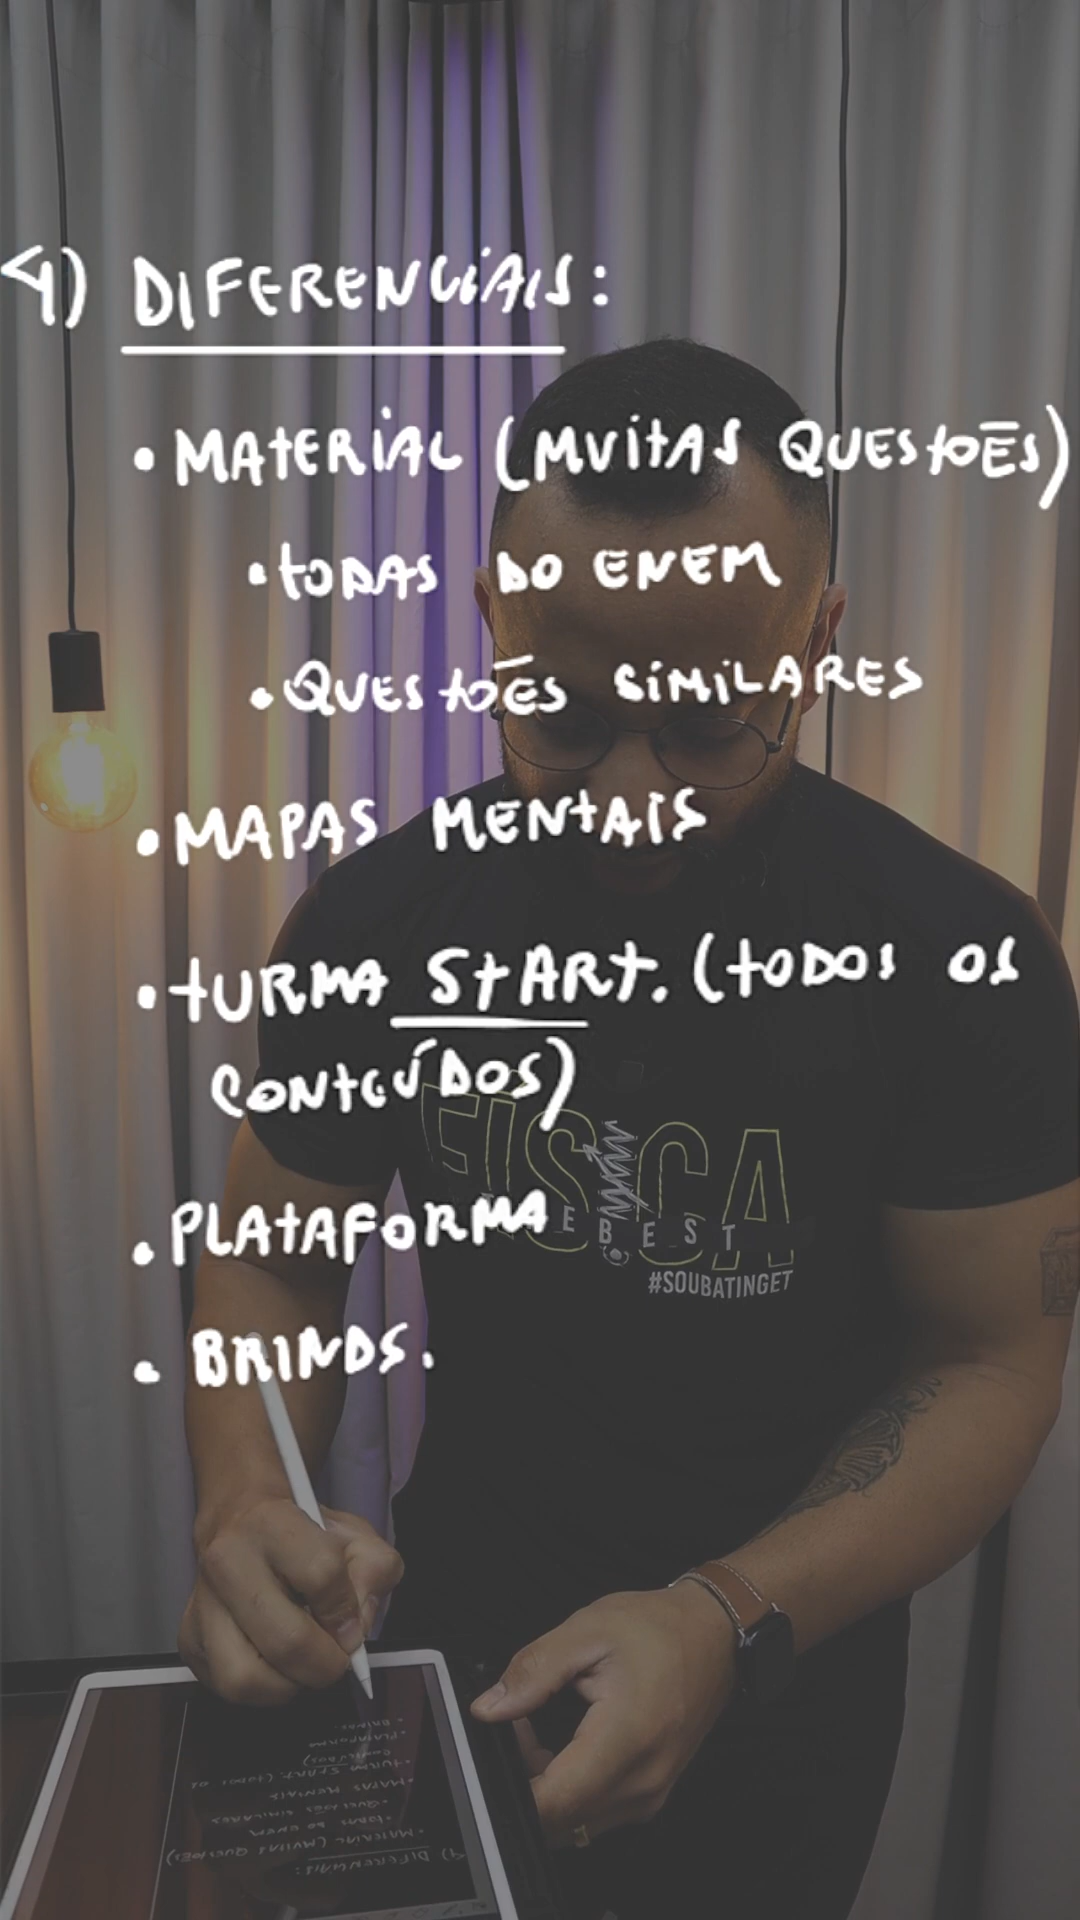 4) DIFERENCIAIS:
• MATERIAL (MUITAS QUESTÕES)
• TODAS DO ENEM
• QUESTÕES SIMILARES
• MAPAS MENTAIS
• TURMA START. (TODOS OS
CONTEÚDOS)
• PLATAFORMA
• BRINDS.
FÍSICA
BEST
#SOUBATINGET